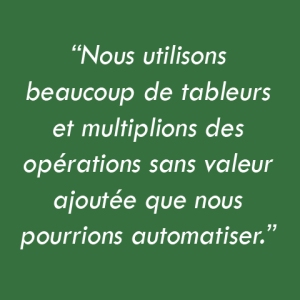 “Nous utilisons
beaucoup de tableurs
et multiplions des
opérations sans valeur
ajoutée que nous
pourrions automatiser.”